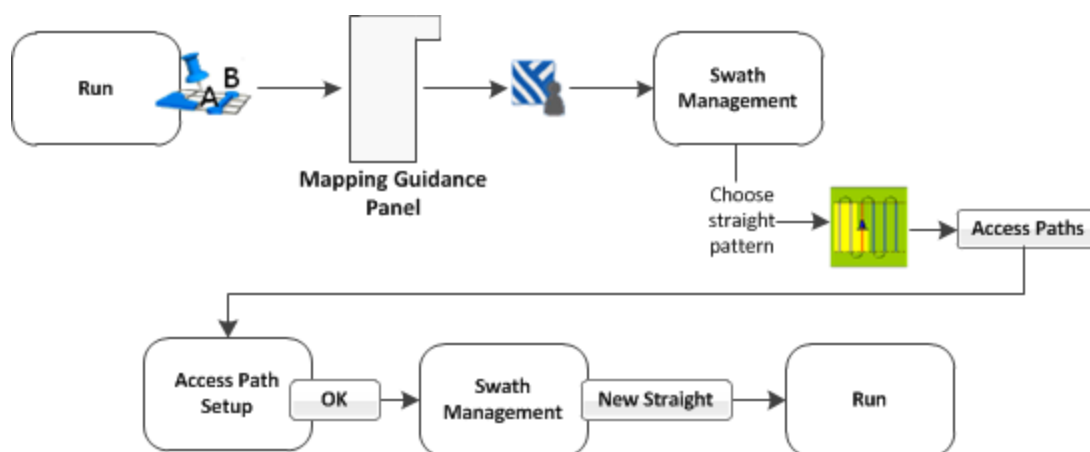 Run
A
B
Mapping Guidance
Panel
Swath
Management
Choose
straight
pattern
Access Paths
Access Path
Setup
OK
Swath
Management
New Straight
Run